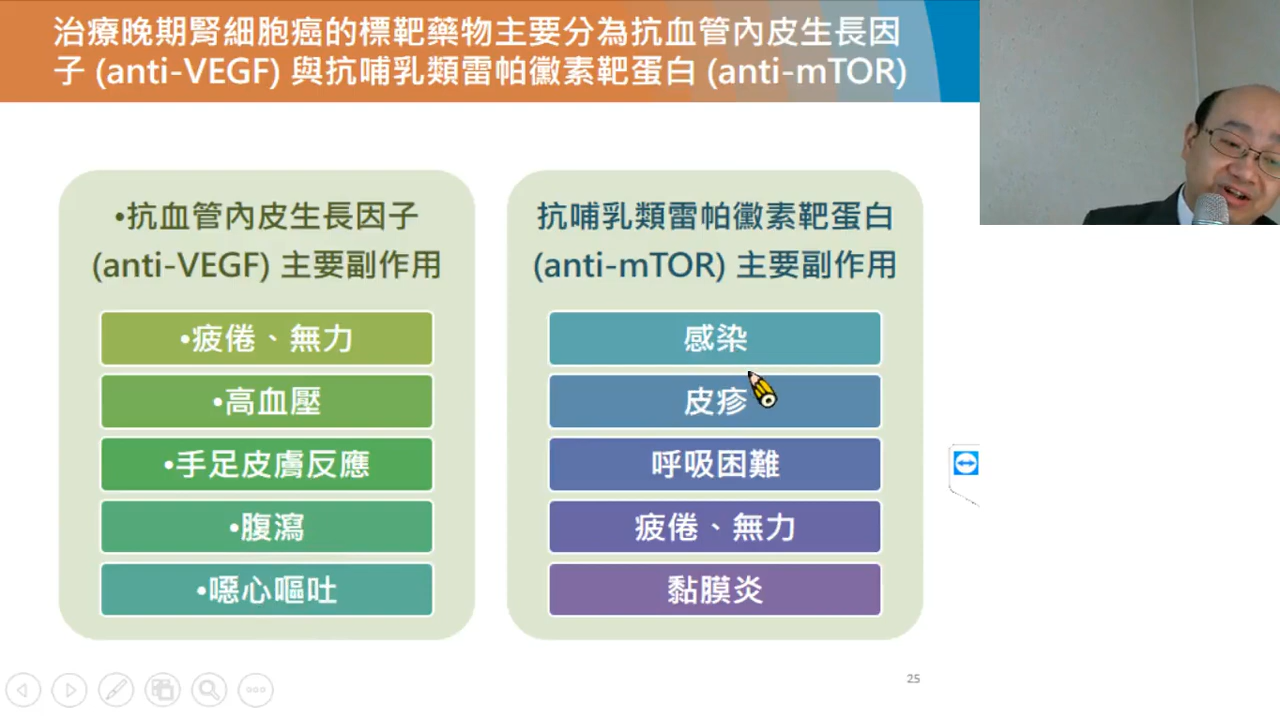 治療晚期腎細胞癌的標靶藥物主要分為抗血管內皮生長因
子 (anti-VEGF) 與抗哺乳類雷帕黴素靶蛋白 (anti-mTOR)
•抗血管內皮生長因子
(anti-VEGF) 主要副作用
•疲倦、無力
•高血壓
•手足皮膚反應
•腹瀉
•噁心嘔吐
抗哺乳類雷帕黴素靶蛋白
(anti-mTOR) 主要副作用
感染
皮疹
呼吸困難
疲倦、無力
黏膜炎
25